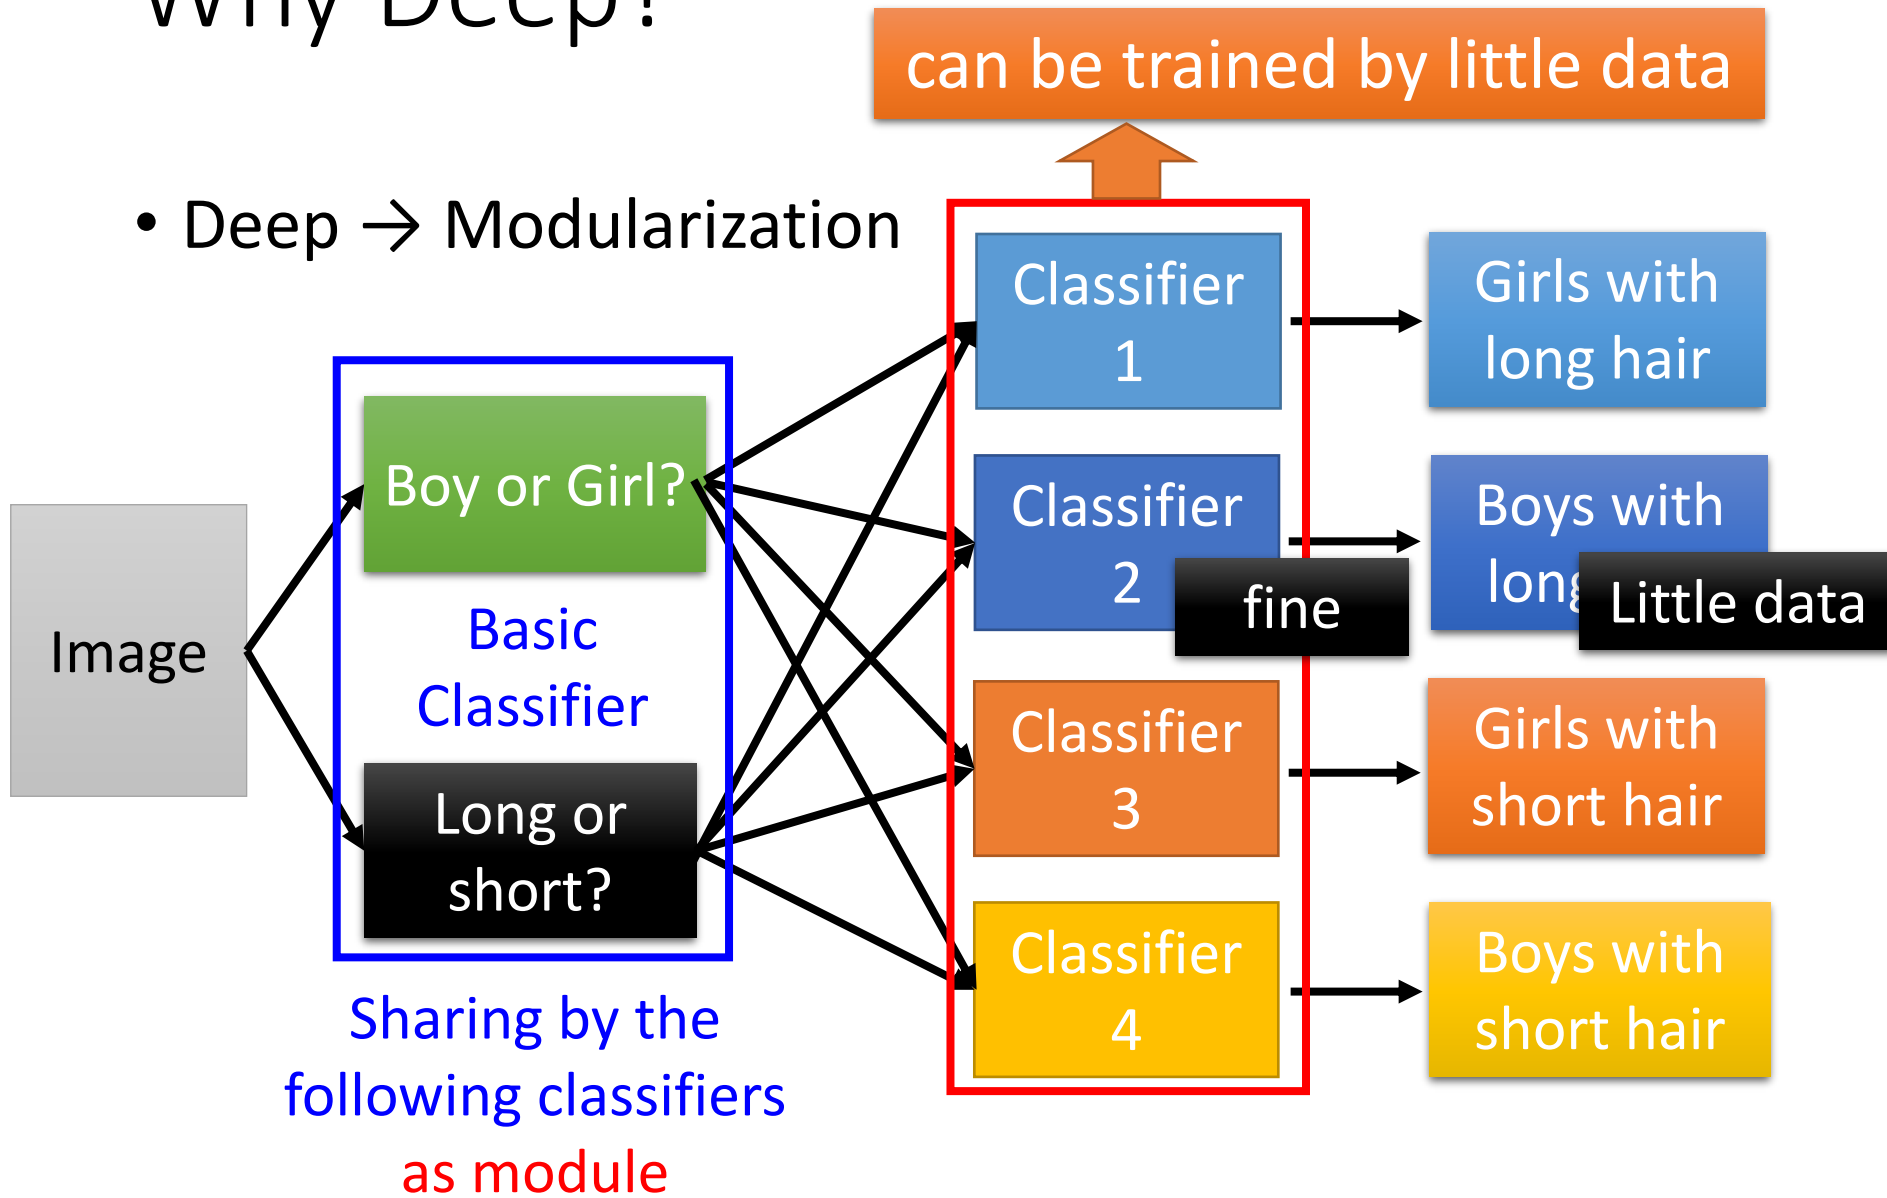 Why Deep?
can be trained by little data
• Deep → Modularization
Image
Boy or Girl?
Basic
Classifier
Long or
short?
Sharing by the
following classifiers
as module
Classifier
1
Girls with
long hair
Classifier
2
fine
Boys with
long
Little data
Classifier
3
Girls with
short hair
Classifier
4
Boys with
short hair